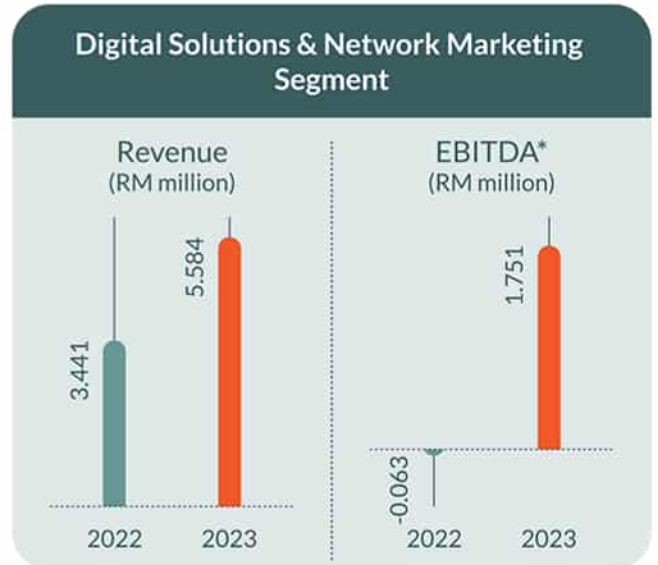 Digital Solutions & Network Marketing
Segment
Revenue
(RM million)
3.441
5.584
2022
2023
EBITDA*
(RM million)
-0.063
1.751
2022
2023